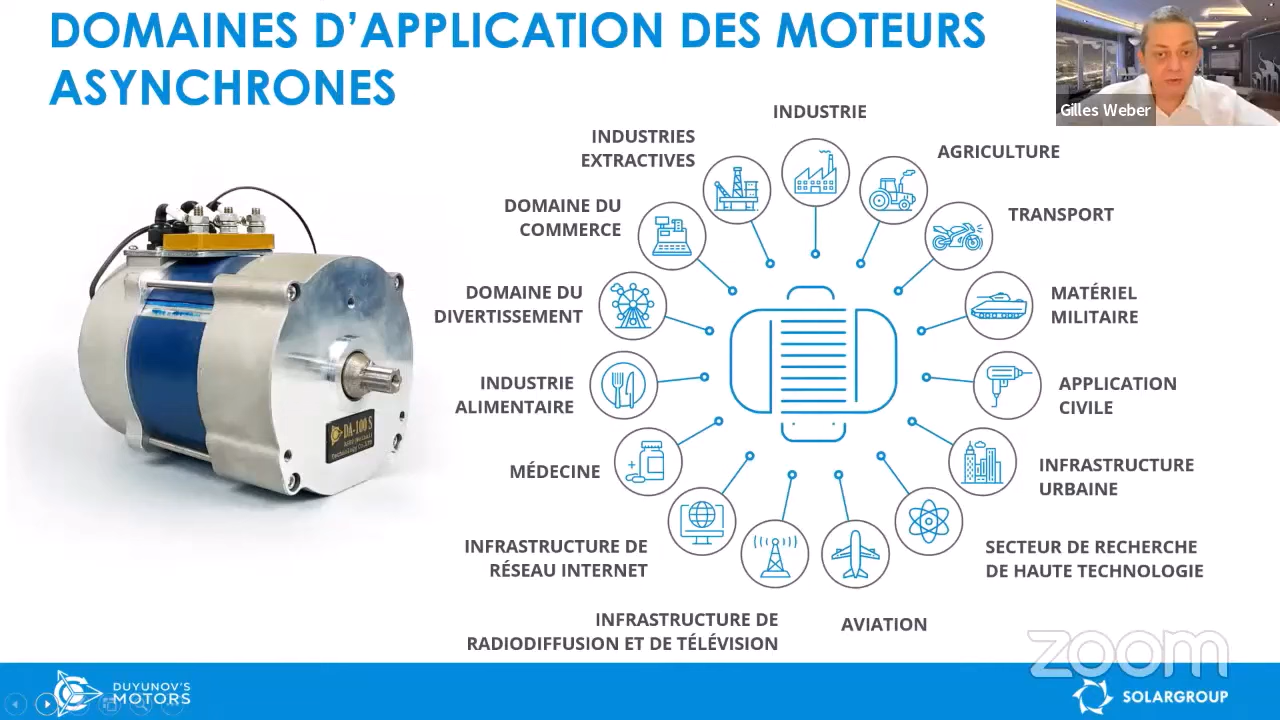 DOMAINES D’APPLICATION DES MOTEURS
ASYNCHRONES
Gilles Weber
INDUSTRIE
INDUSTRIES
EXTRACTIVES
AGRICULTURE
DOMAINE DU
COMMERCE
TRANSPORT
DOMAINE DU
DIVERTISSEMENT
MATÉRIEL
MILITAIRE
INDUSTRIE
ALIMENTAIRE
APPLICATION
CIVILE
MÉDECINE
INFRASTRUCTURE
URBAINE
INFRASTRUCTURE DE
RÉSEAU INTERNET
SECTEUR DE RECHERCHE
DE HAUTE TECHNOLOGIE
INFRASTRUCTURE DE
RADIODIFFUSION ET DE TÉLÉVISION
AVIATION
DA-100 S
zoom
DUYUNOV'S
MOTORS
SOLARGROUP